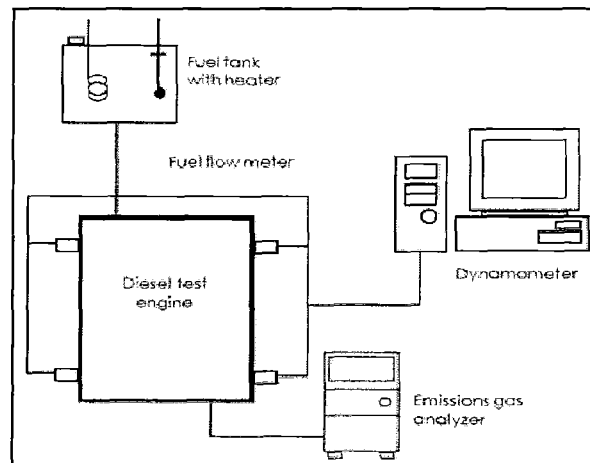 Fuel tank
with heater
Fuel flow meter
Diesel test
engine
Dynamometer
Emissions gas
analyzer